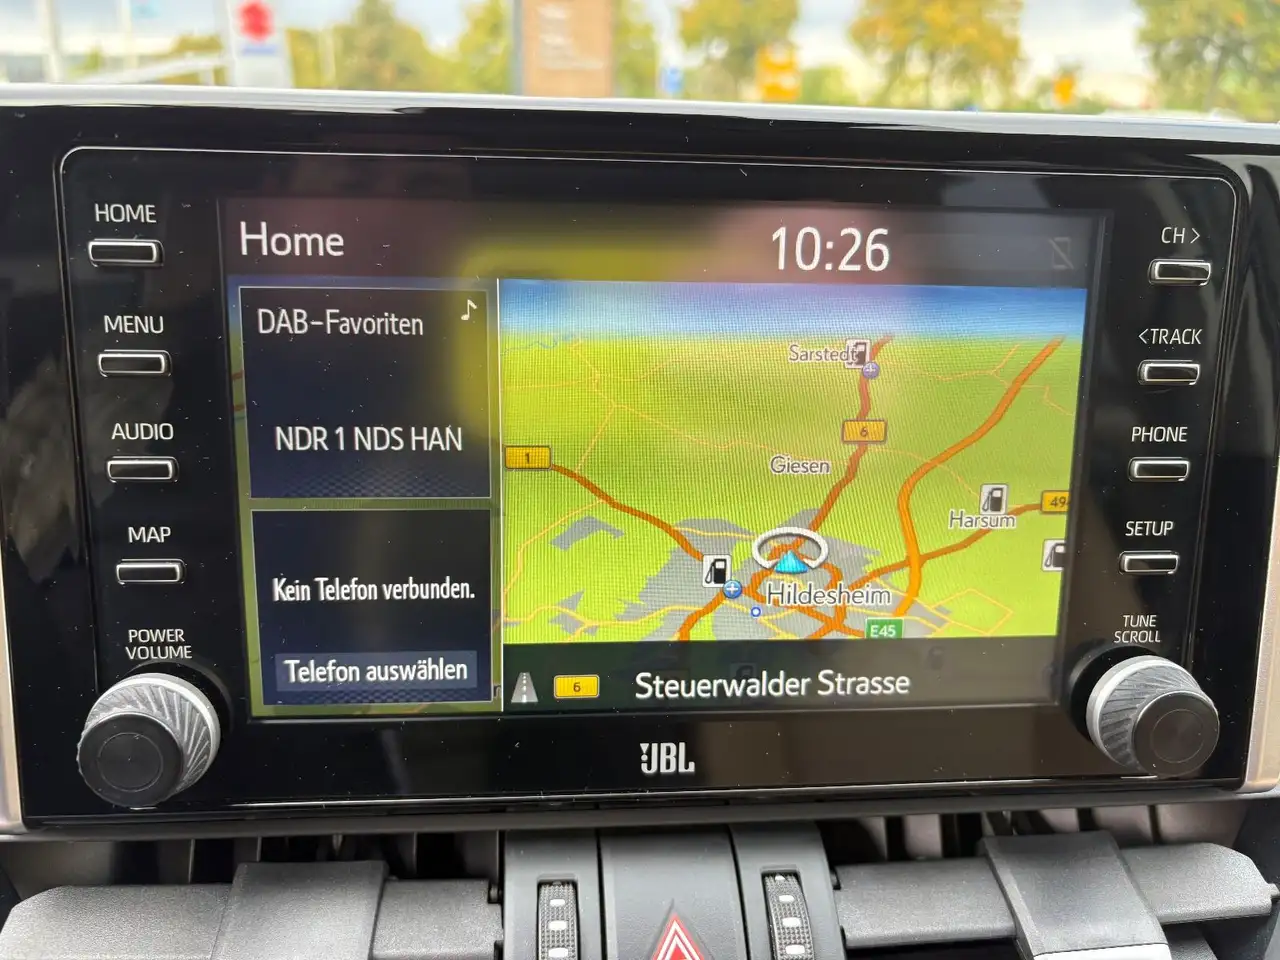 HOME
MENU
AUDIO
MAP
POWER
VOLUME
Home
10:26
DAB-Favoriten
NDR 1 NDS HAN
Kein Telefon verbunden.
Telefon auswählen
Sarstedt
6
1
Giesen
Harsum
Hildesheim
E45
6
Steuerwalder Strasse
JBL
CH >
<TRACK
PHONE
SETUP
TUNE
SCROLL